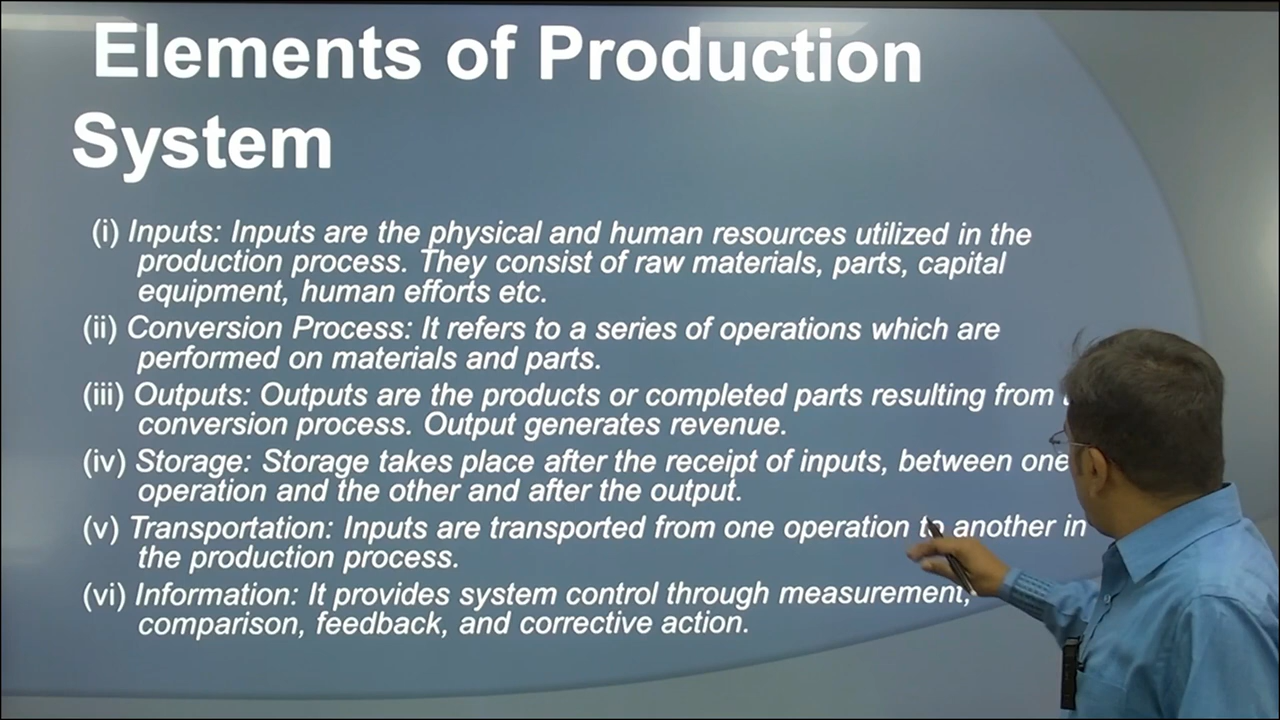 Elements of Production
System
(i) Inputs: Inputs are the physical and human resources utilized in the
production process. They consist of raw materials, parts, capital
equipment, human efforts etc.
(ii) Conversion Process: It refers to a series of operations which are
performed on materials and parts.
(iii) Outputs: Outputs are the products or completed parts resulting from
conversion process. Output generates revenue.
(iv) Storage: Storage takes place after the receipt of inputs, between one
operation and the other and after the output.
(v) Transportation: Inputs are transported from one operation to another in
the production process.
(vi) Information: It provides system control through measurement,
comparison, feedback, and corrective action.